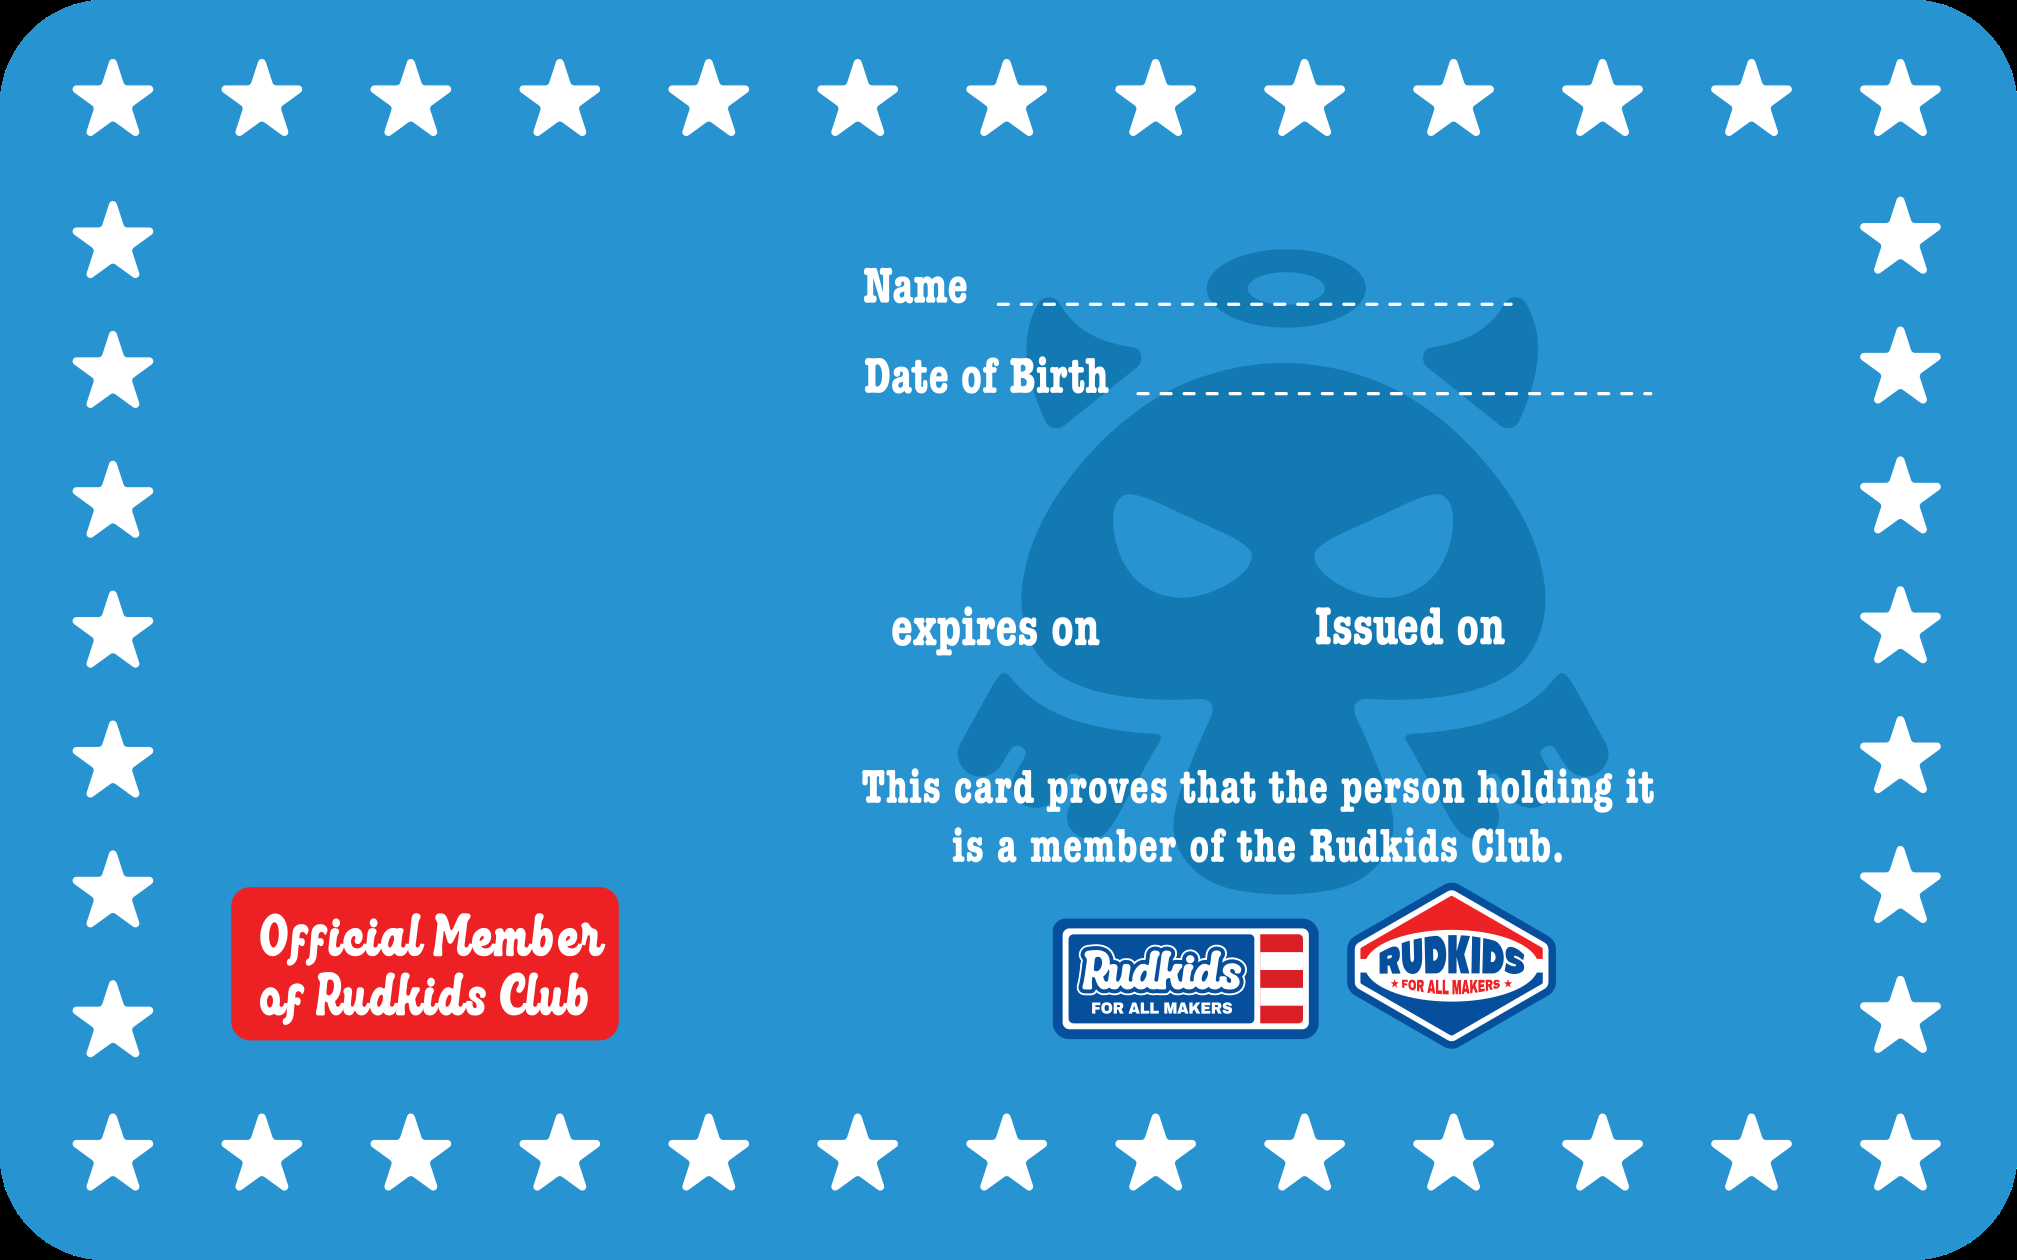 Name
Date of Birth
expires on
Issued on
This card proves that the person holding it
is a member of the Rudkids Club.
Official Member
of Rudkids Club
Rudkids
FOR ALL MAKERS
RUDKIDS
FOR ALL MAKERS